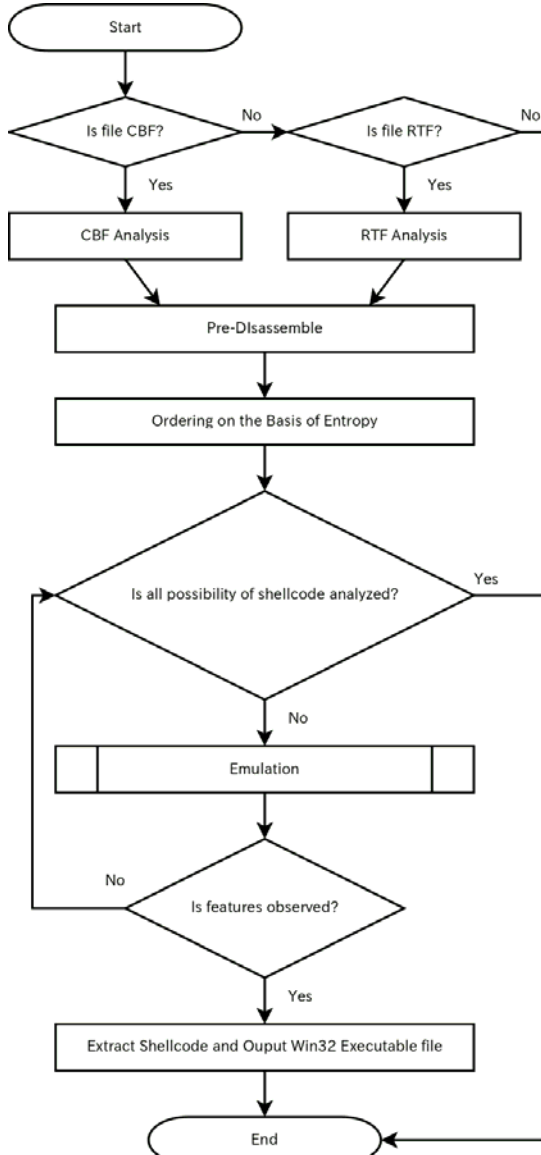 Start
Is file CBF?
No
Is file RTF?
No
Yes
Yes
CBF Analysis
RTF Analysis
Pre-DIsassemble
Ordering on the Basis of Entropy
Is all possibility of shellcode analyzed?
Yes
No
Emulation
No
Is features observed?
Yes
Extract Shellcode and Ouput Win32 Executable file
End